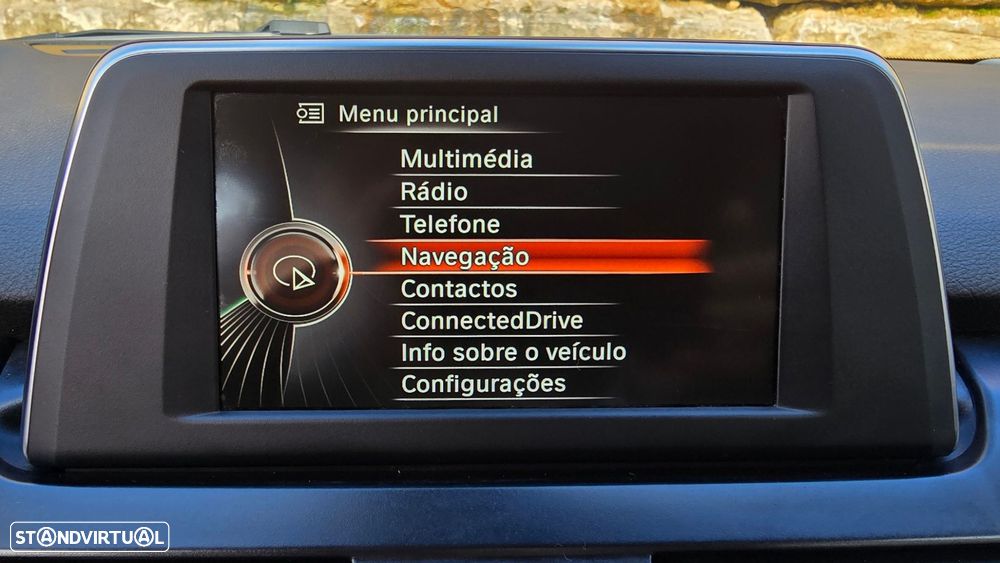 Menu principal
Multimédia
Rádio
Telefone
Navegação
Contactos
ConnectedDrive
Info sobre o veículo
Configurações
STANDVIRTUAL